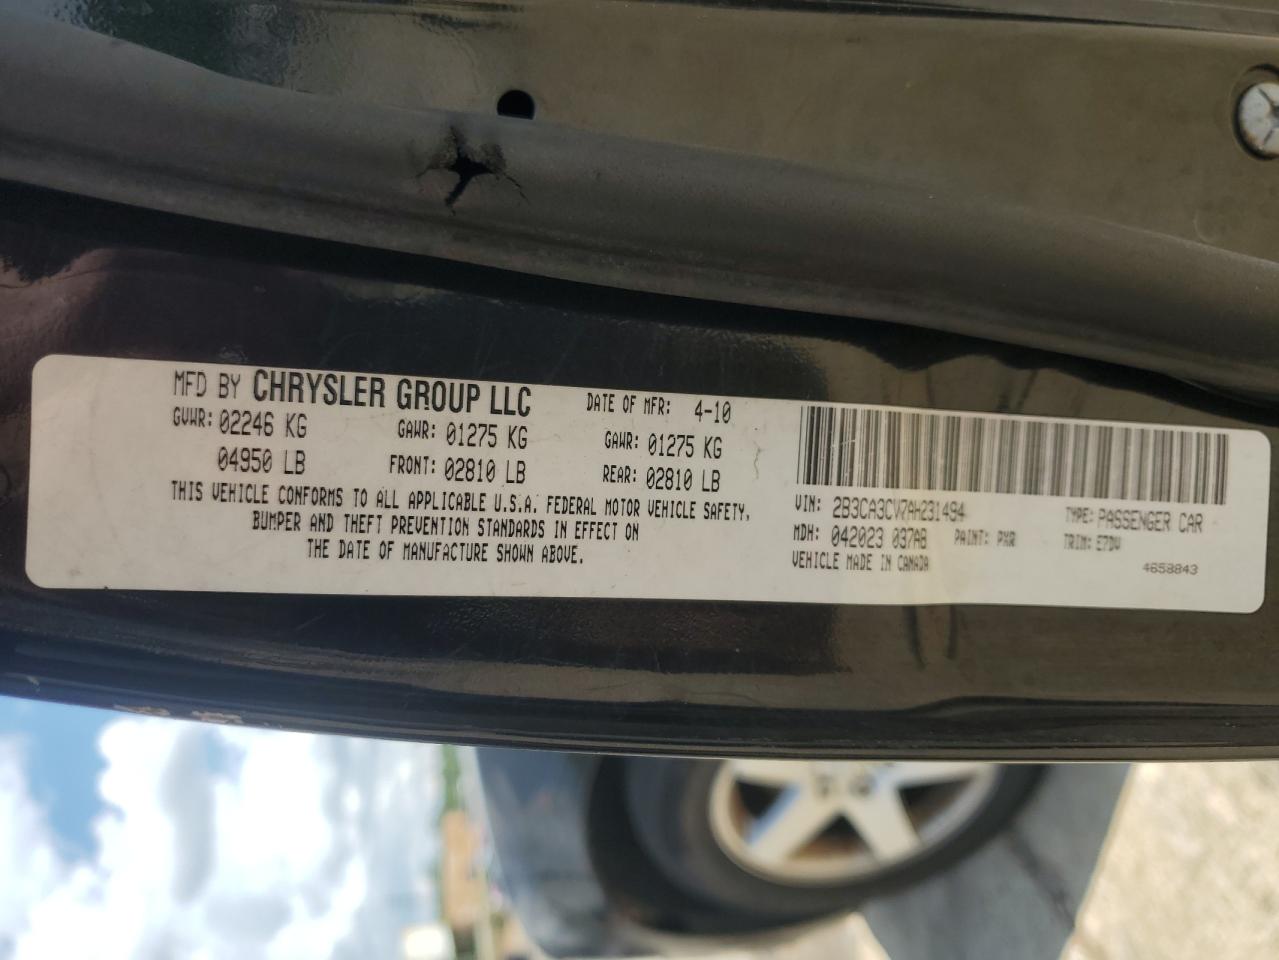 MFD BY CHRYSLER GROUP LLC DATE OF MFR: 4-10
GVWR: 02246 KG GAWR: 01275 KG GAWR: 01275 KG
04950 LB FRONT: 02810 LB REAR: 02810 LB
THIS VEHICLE CONFORMS TO ALL APPLICABLE U.S.A. FEDERAL MOTOR VEHICLE SAFETY,
BUMPER AND THEFT PREVENTION STANDARDS IN EFFECT ON
THE DATE OF MANUFACTURE SHOWN ABOVE.
VIN: 2B3CA3CV7AH231494 TYPE: PASSENGER CAR
MDH: 042023 037AB PAINT: PXR TRIM: E7DV
VEHICLE MADE IN CANADA 4658843